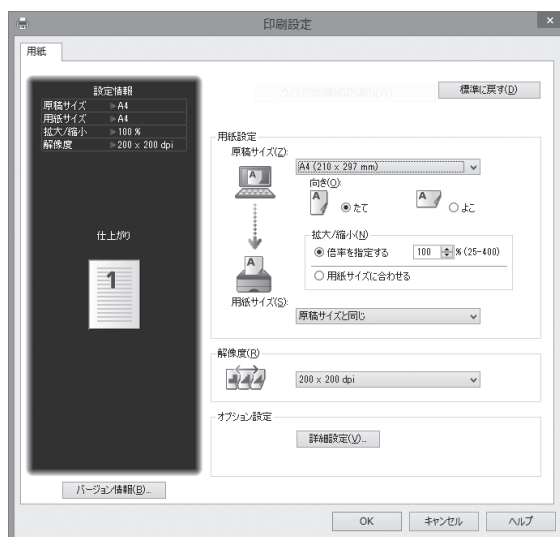 印刷設定
用紙
設定情報
原稿サイズ ▶A4
用紙サイズ ▶A4
拡大/縮小 ▶100 %
解像度 ▶200 x 200 dpi
仕上がり
1
バージョン情報(B)...
標準に戻す(D)
用紙設定
原稿サイズ(Z):
A4 (210 x 297 mm)
向き(O):
A たて
A よこ
拡大/縮小(N)
倍率を指定する 100 % (25-400)
用紙サイズに合わせる
A
A
用紙サイズ(S):
原稿サイズと同じ
解像度(R)
200 x 200 dpi
オプション設定
詳細設定(V)...
OK キャンセル ヘルプ